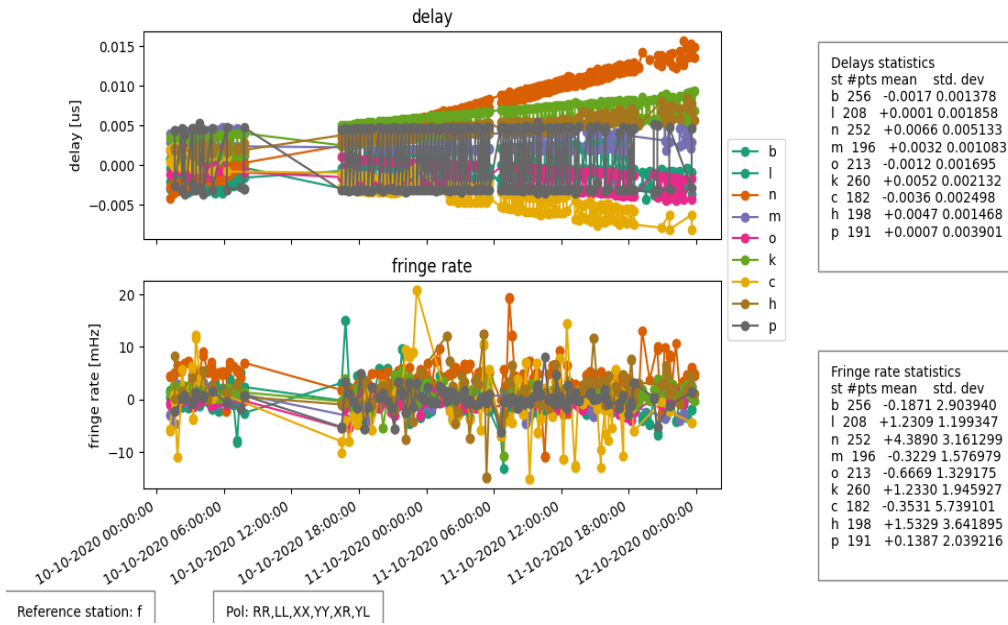 delay
0.015
0.010
0.005
0.000
−0.005
delay [us]
fringe rate
20
10
0
−10
fringe rate [mHz]
10-10-2020 00:00:00
10-10-2020 06:00:00
10-10-2020 12:00:00
10-10-2020 18:00:00
11-10-2020 00:00:00
11-10-2020 06:00:00
11-10-2020 12:00:00
11-10-2020 18:00:00
12-10-2020 00:00:00
b
l
n
m
o
k
c
h
p
Delays statistics
st #pts mean std. dev
b 256 -0.0017 0.001378
l 208 +0.0001 0.001858
n 252 +0.0066 0.005133
m 196 +0.0032 0.001083
o 213 -0.0012 0.001695
k 260 +0.0052 0.002132
c 182 -0.0036 0.002498
h 198 +0.0047 0.001468
p 191 +0.0007 0.003901
Fringe rate statistics
st #pts mean std. dev
b 256 -0.1871 2.903940
l 208 +1.2309 1.199347
n 252 +4.3890 3.161299
m 196 -0.3229 1.576979
o 213 -0.6669 1.329175
k 260 +1.2330 1.945927
c 182 -0.3531 5.739101
h 198 +1.5329 3.641895
p 191 +0.1387 2.039216
Reference station: f
Pol: RR,LL,XX,YY,XR,YL